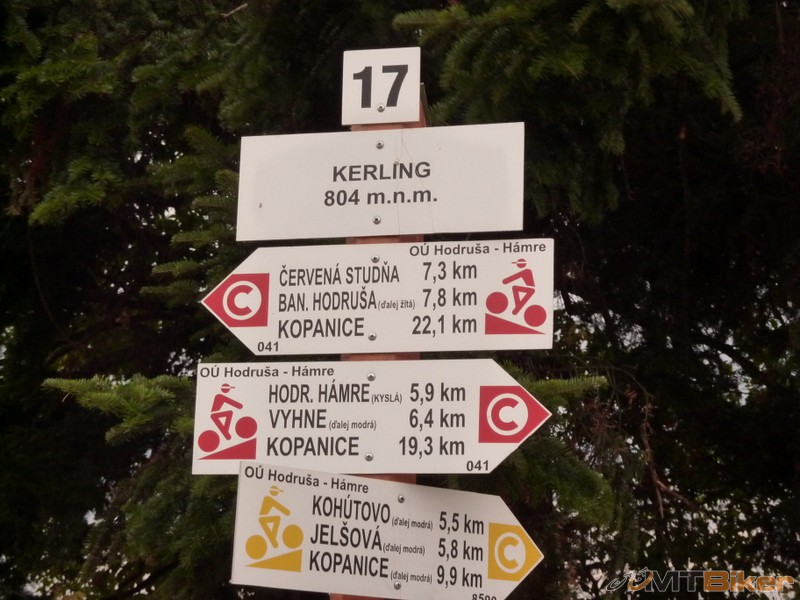 17
KERLING
804 m.n.m.
OÚ Hodruša - Hámre
ČERVENÁ STUDŇA 7,3 km
BAN. HODRUŠA (ďalej žltá) 7,8 km
KOPANICE 22,1 km
C
041
OÚ Hodruša - Hámre
HODR. HÁMRE (KYSLÁ) 5,9 km
VYHNE (ďalej modrá) 6,4 km
KOPANICE 19,3 km
C
041
OÚ Hodruša - Hámre
KOHÚTOVO (ďalej modrá) 5,5 km
JELŠOVÁ (ďalej modrá) 5,8 km
KOPANICE (ďalej modrá) 9,9 km
C
MTBiker